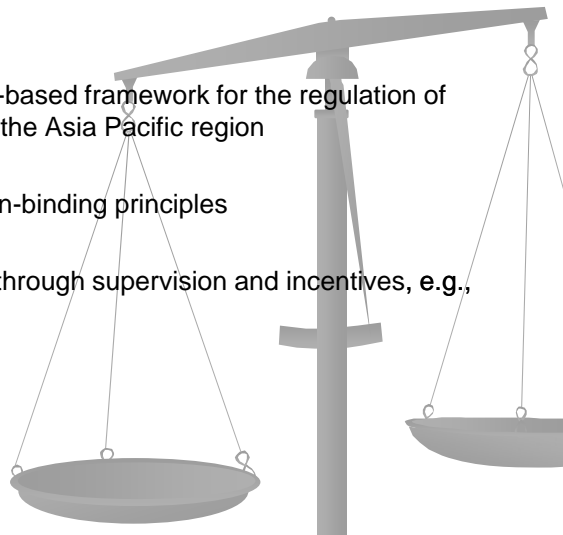 -based framework for the regulation of
the Asia Pacific region
n-binding principles
through supervision and incentives, e.g.,